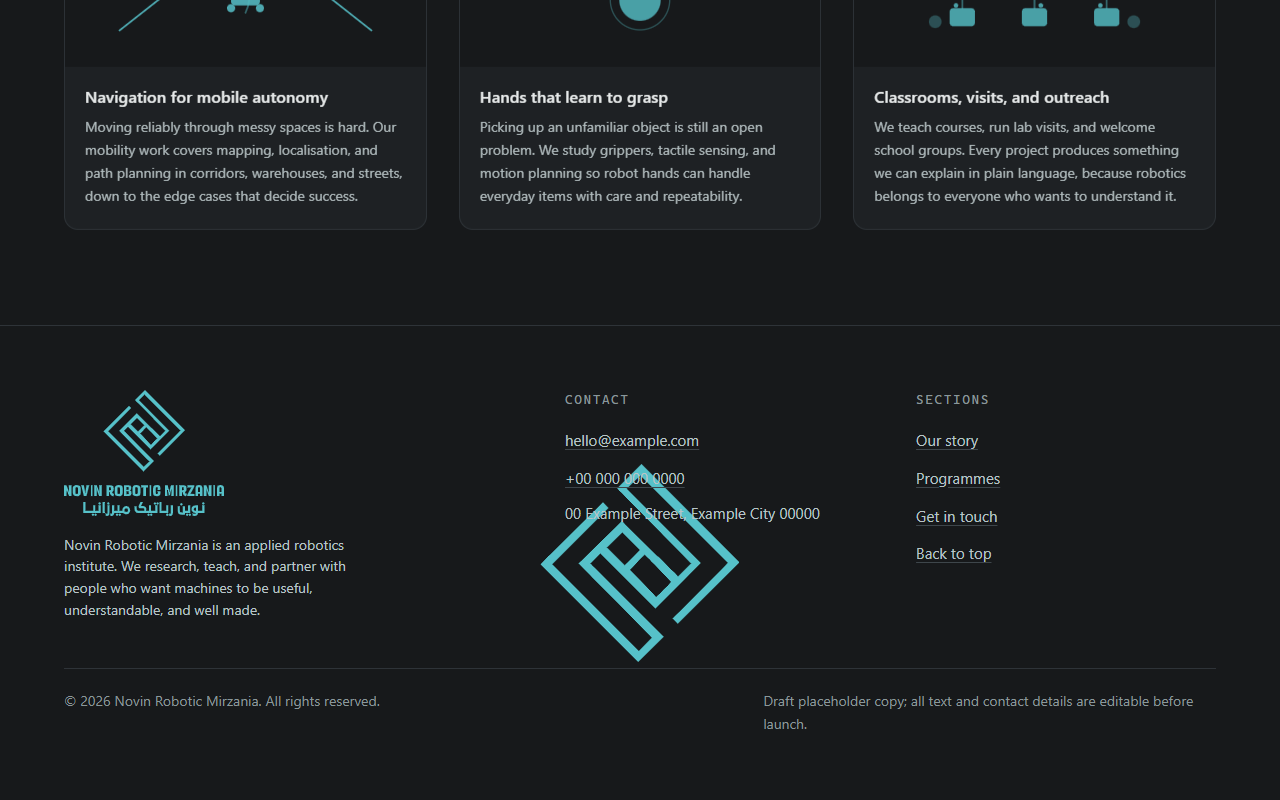 Navigation for mobile autonomy
Moving reliably through messy spaces is hard. Our
mobility work covers mapping, localisation, and
path planning in corridors, warehouses, and streets,
down to the edge cases that decide success.
Hands that learn to grasp
Picking up an unfamiliar object is still an open
problem. We study grippers, tactile sensing, and
motion planning so robot hands can handle
everyday items with care and repeatability.
Classrooms, visits, and outreach
We teach courses, run lab visits, and welcome
school groups. Every project produces something
we can explain in plain language, because robotics
belongs to everyone who wants to understand it.
NOVIN ROBOTIC MIRZANIA
نوین رباتیک میرزانیا
Novin Robotic Mirzania is an applied robotics
institute. We research, teach, and partner with
people who want machines to be useful,
understandable, and well made.
CONTACT
hello@example.com
+00 000 000 0000
00 Example Street, Example City 00000
SECTIONS
Our story
Programmes
Get in touch
Back to top
© 2026 Novin Robotic Mirzania. All rights reserved.
Draft placeholder copy; all text and contact details are editable before
launch.